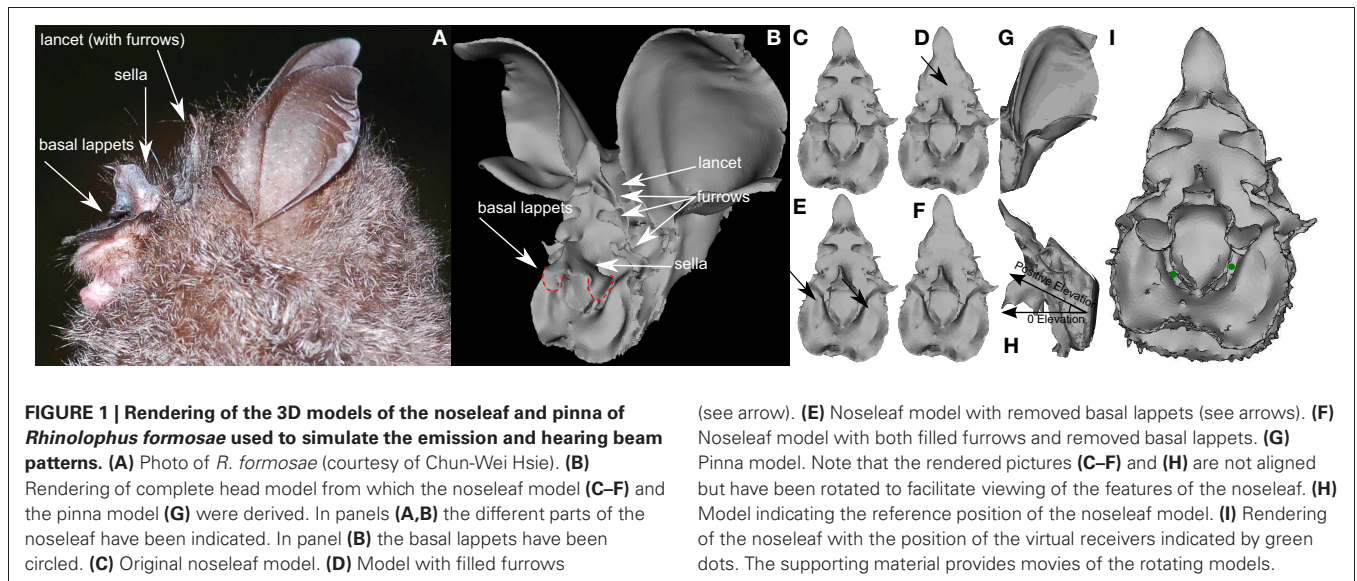 lancet (with furrows)
A
sella
basal lappets
B
lancet
furrows
basal lappets
sella
C
D
G
I
E
F
Positive Elevation
0 Elevation
H
FIGURE 1 | Rendering of the 3D models of the noseleaf and pinna of
Rhinolophus formosae used to simulate the emission and hearing beam
patterns. (A) Photo of R. formosae (courtesy of Chun-Wei Hsie). (B)
Rendering of complete head model from which the noseleaf model (C–F) and
the pinna model (G) were derived. In panels (A,B) the different parts of the
noseleaf have been indicated. In panel (B) the basal lappets have been
circled. (C) Original noseleaf model. (D) Model with filled furrows
(see arrow). (E) Noseleaf model with removed basal lappets (see arrows). (F)
Noseleaf model with both filled furrows and removed basal lappets. (G)
Pinna model. Note that the rendered pictures (C–F) and (H) are not aligned
but have been rotated to facilitate viewing of the features of the noseleaf. (H)
Model indicating the reference position of the noseleaf model. (I) Rendering
of the noseleaf with the position of the virtual receivers indicated by green
dots. The supporting material provides movies of the rotating models.